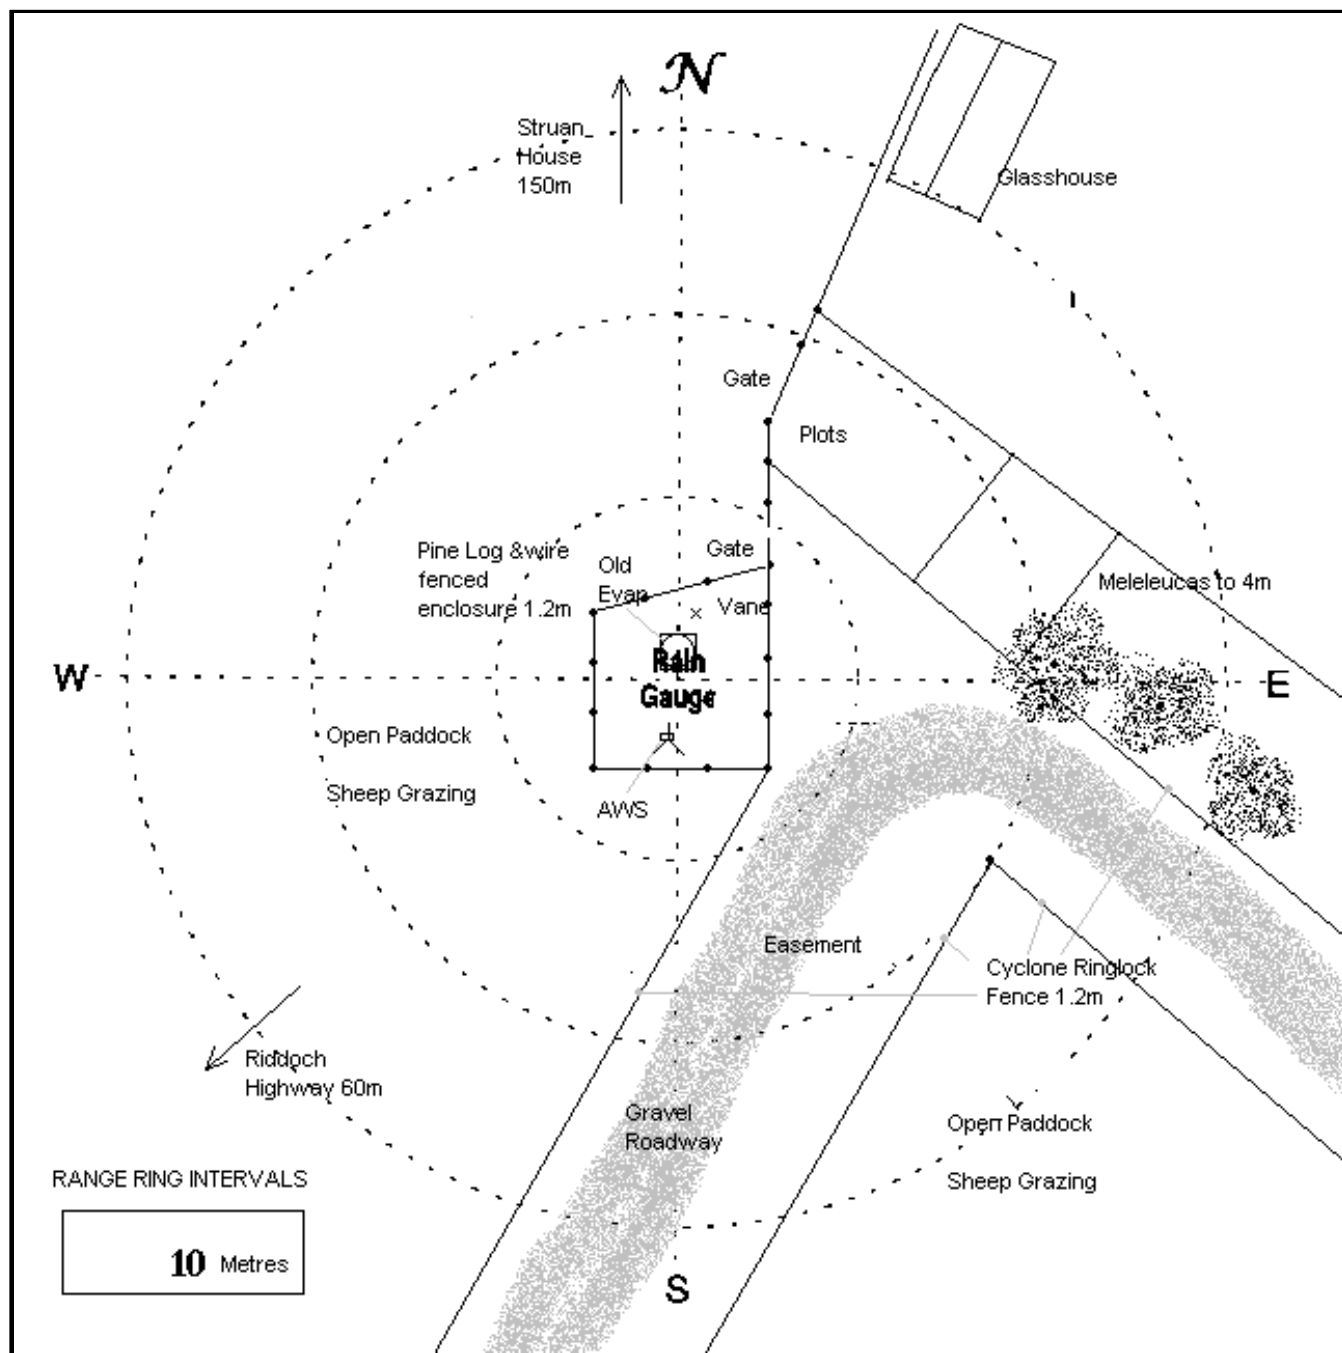 N
Struan
House
150m
Glasshouse
Gate
Plots
Pine Log &wire
fenced
enclosure 1.2m
Old
Evap
Gate
Vane
Meleleucas to 4m
Rain
Gauge
W
E
Open Paddock
Sheep Grazing
AWS
Easement
Cyclone Ringlock
Fence 1.2m
Riddoch
Highway 60m
Gravel
Roadway
Open Paddock
Sheep Grazing
RANGE RING INTERVALS
10 Metres
S